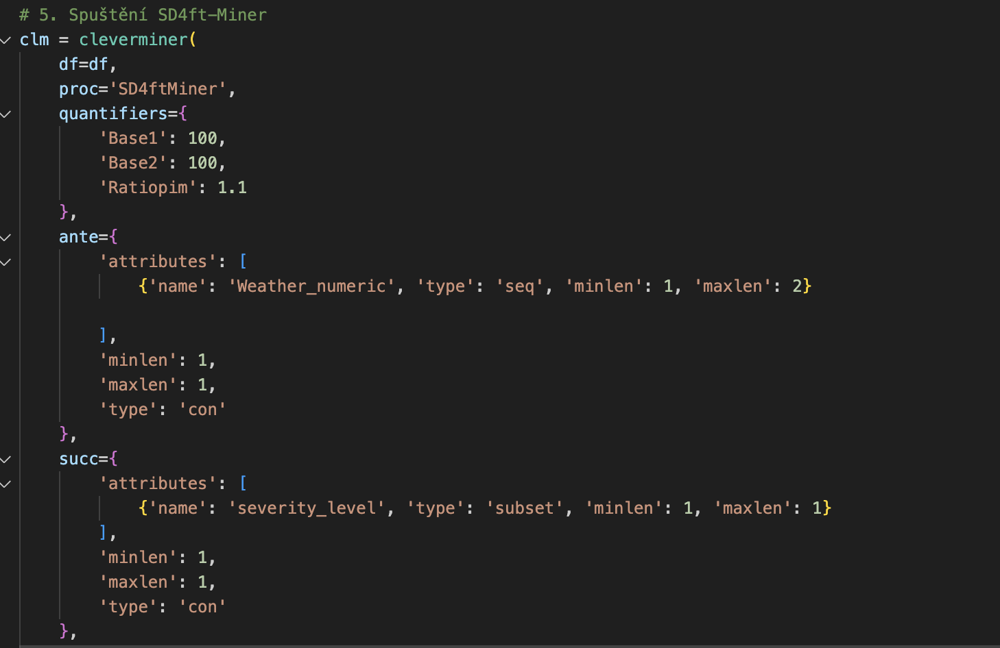 # 5. Spuštění SD4ft-Miner
clm = cleverminer(
    df=df,
    proc='SD4ftMiner',
    quantifiers={
        'Base1': 100,
        'Base2': 100,
        'Ratiopim': 1.1
    },
    ante={
        'attributes': [
            {'name': 'Weather_numeric', 'type': 'seq', 'minlen': 1, 'maxlen': 2}

        ],
        'minlen': 1,
        'maxlen': 1,
        'type': 'con'
    },
    succ={
        'attributes': [
            {'name': 'severity_level', 'type': 'subset', 'minlen': 1, 'maxlen': 1}
        ],
        'minlen': 1,
        'maxlen': 1,
        'type': 'con'
    },